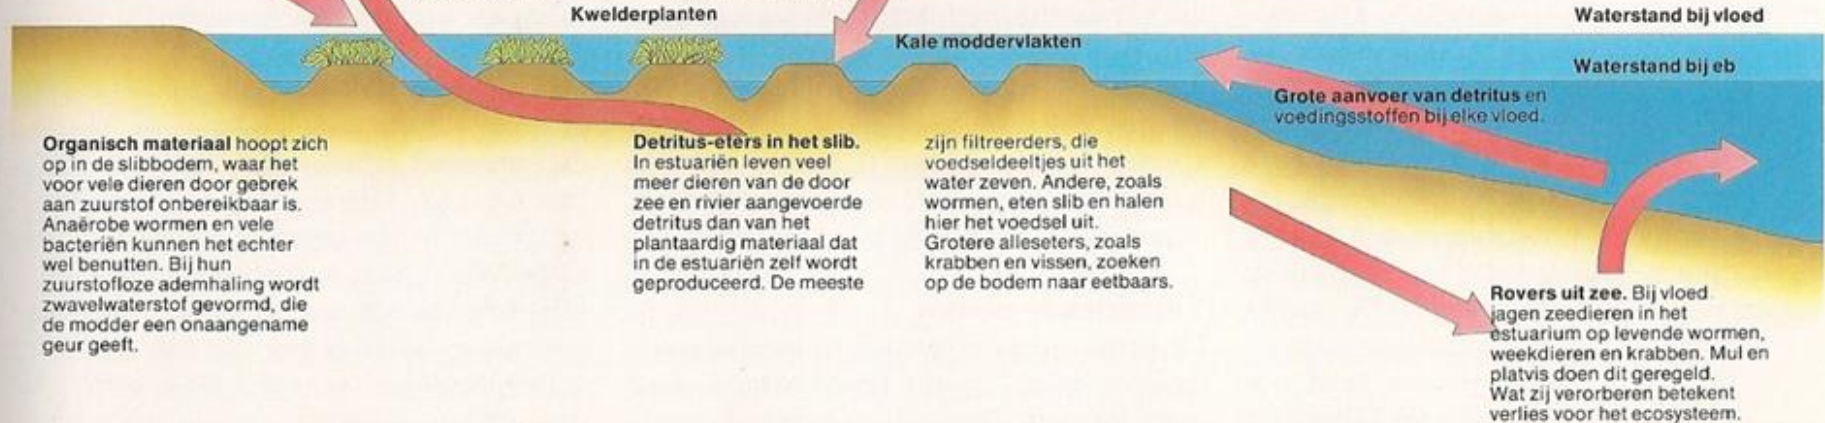 Kwelderplanten
Waterstand bij vloed
Kale moddervlakten
Waterstand bij eb
Grote aanvoer van detritus en
voedingsstoffen bij elke vloed.
Organisch materiaal hoopt zich
op in de slibbodem, waar het
voor vele dieren door gebrek
aan zuurstof onbereikbaar is.
Anaërobe wormen en vele
bacteriën kunnen het echter
wel benutten. Bij hun
zuurstofloze ademhaling wordt
zwavelwaterstof gevormd, die
de modder een onaangename
geur geeft.
Detritus-eters in het slib.
In estuariën leven veel
meer dieren van de door
zee en rivier aangevoerde
detritus dan van het
plantaardig materiaal dat
in de estuariën zelf wordt
geproduceerd. De meeste
zijn filtreerders, die
voedseldeeltjes uit het
water zeven. Andere, zoals
wormen, eten slib en halen
hier het voedsel uit.
Grotere alleseters, zoals
krabben en vissen, zoeken
op de bodem naar eetbaars.
Rovers uit zee. Bij vloed
jagen zeedieren in het
estuarium op levende wormen,
weekdieren en krabben. Mul en
platvis doen dit geregeld.
Wat zij verorberen betekent
verlies voor het ecosysteem.